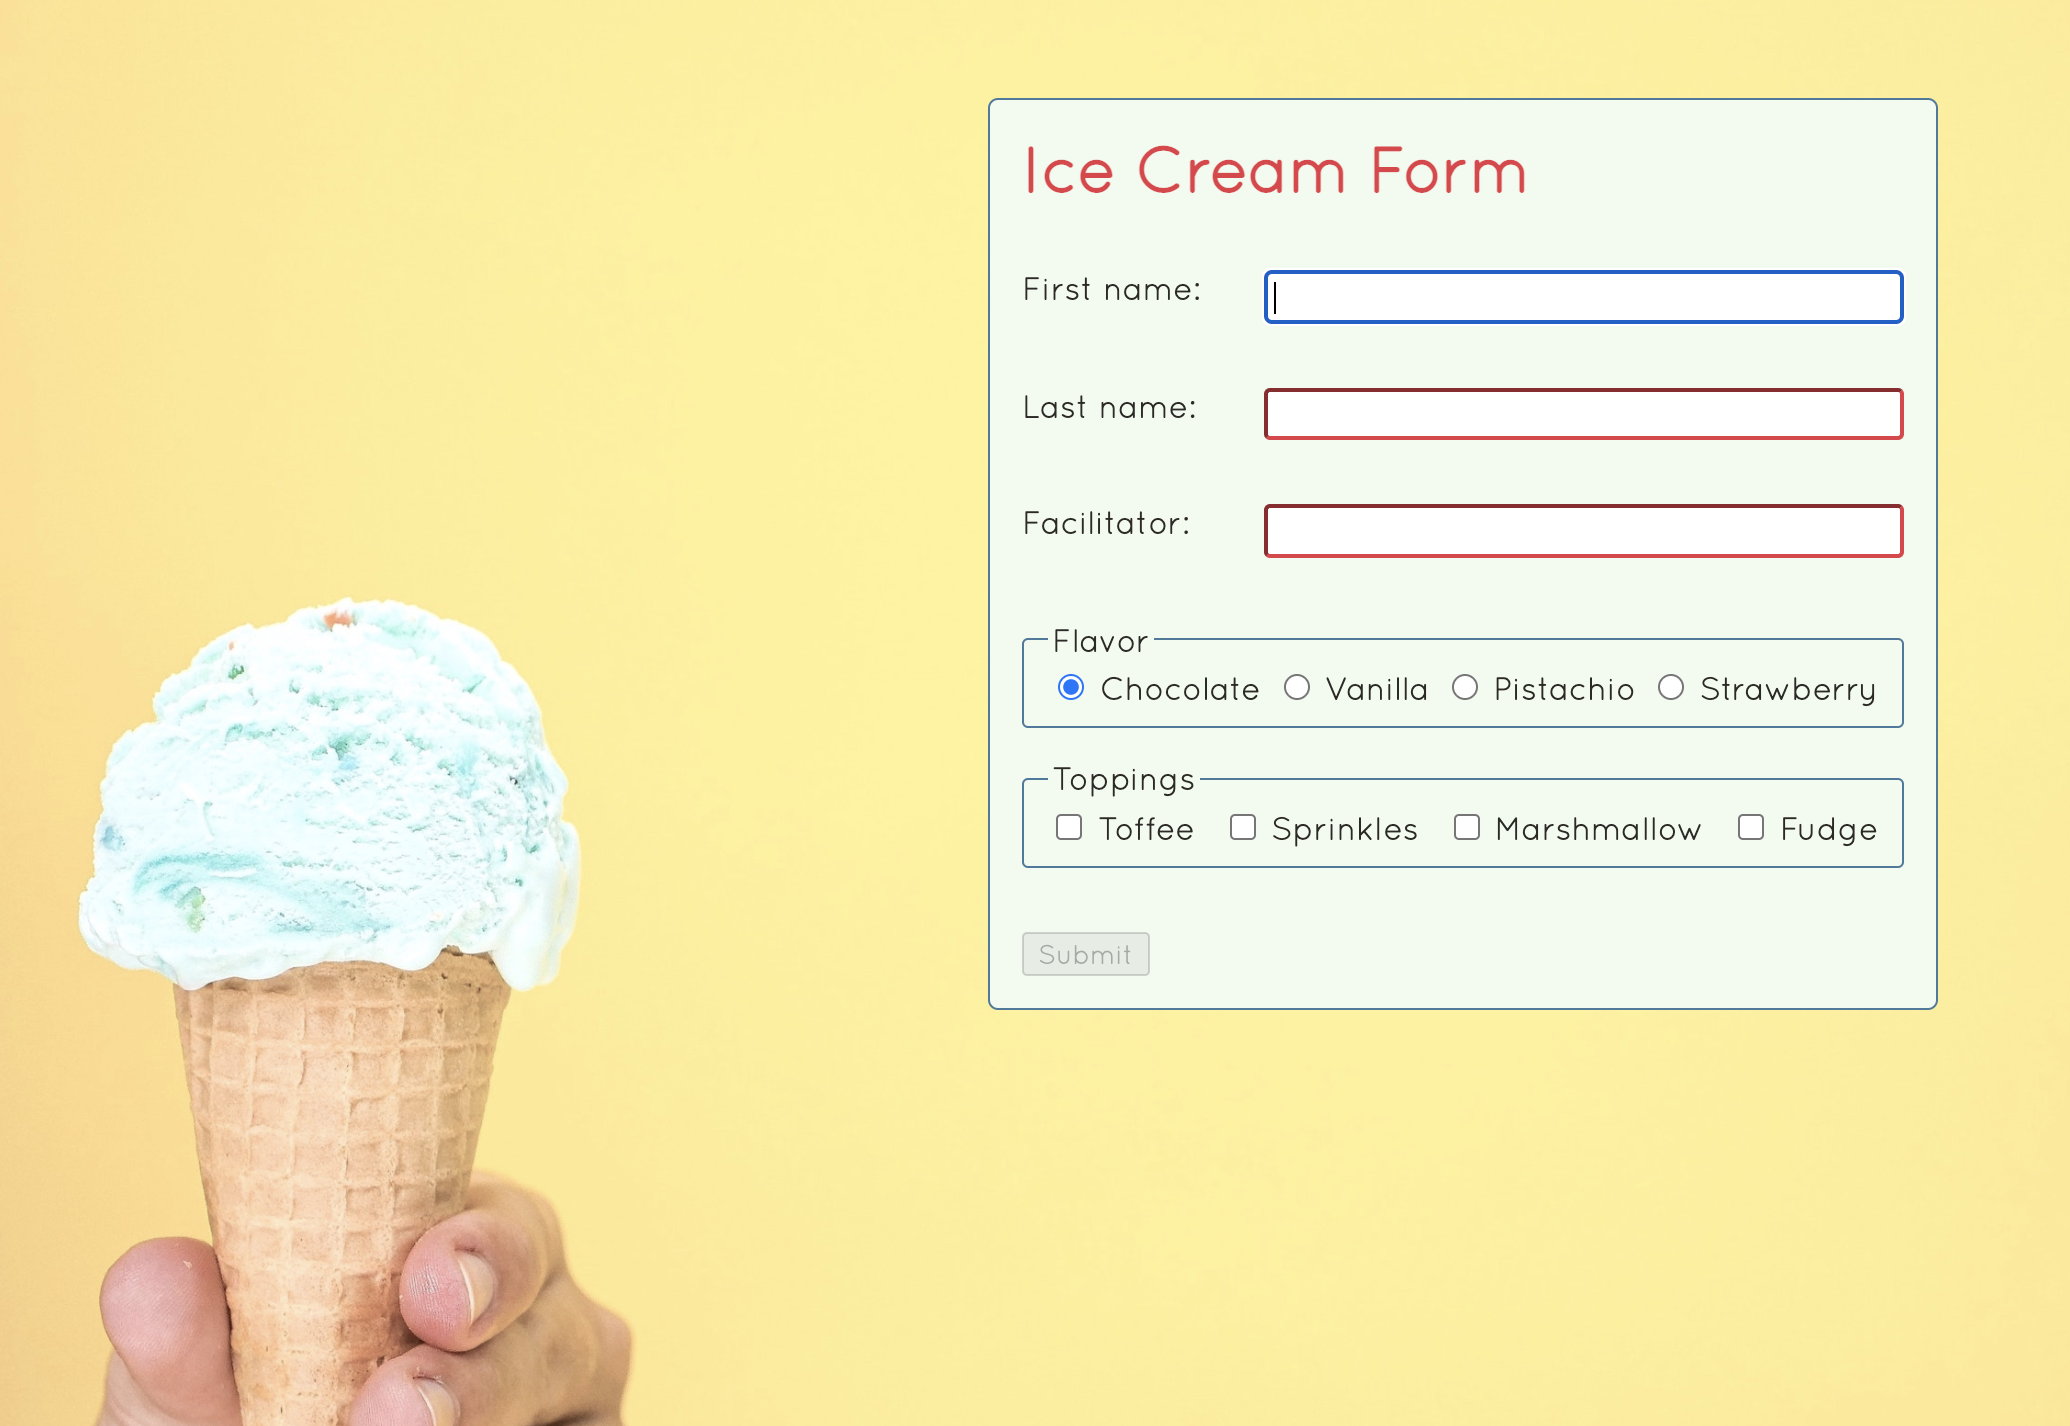 Ice Cream Form
First name:
Last name:
Facilitator:
Flavor
Chocolate Vanilla Pistachio Strawberry
Toppings
Toffee Sprinkles Marshmallow Fudge
Submit